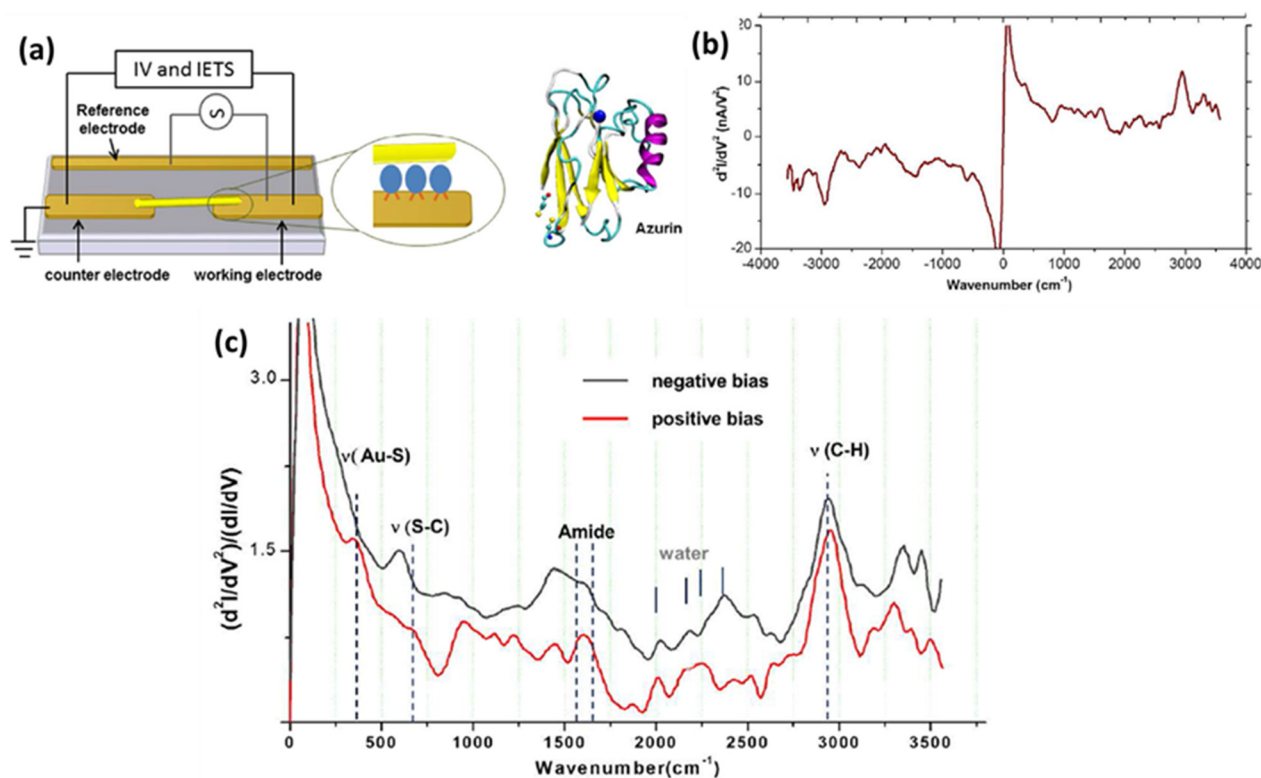 (a)
IV and IETS
Reference
electrode
S
counter electrode
working electrode
Azurin
(b)
d²I/dV² (nA/V²)
20
10
0
-10
-20
-4000 -3000 -2000 -1000 0 1000 2000 3000 4000
Wavenumber (cm⁻¹)
(c)
(d²I/dV²)/(dI/dV)
3.0
1.5
negative bias
positive bias
ν(Au-S)
ν(S-C)
Amide
water
ν (C-H)
0 500 1000 1500 2000 2500 3000 3500
Wavenumber(cm⁻¹)